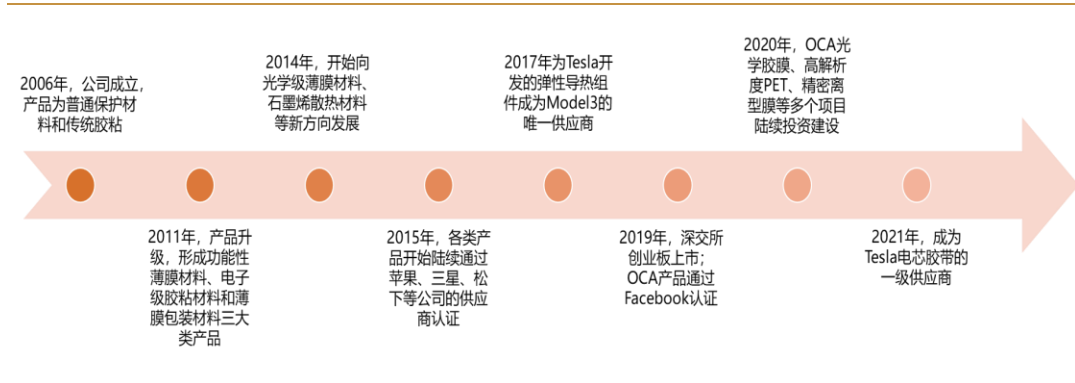 2006年，公司成立，
产品为普通保护材
料和传统胶粘
2011年，产品升
级，形成功能性
薄膜材料、电子
级胶粘材料和薄
膜包装材料三大
类产品
2014年，开始向
光学级薄膜材料、
石墨烯散热材料
等新方向发展
2015年，各类产
品开始陆续通过
苹果、三星、松
下等公司的供应
商认证
2017年为Tesla开
发的弹性导热组
件成为Model3的
唯一供应商
2019年，深交所
创业板上市；
OCA产品通过
Facebook认证
2020年，OCA光
学胶膜、高解析
度PET、精密离
型膜等多个项目
陆续投资建设
2021年，成为
Tesla电芯胶带的
一级供应商